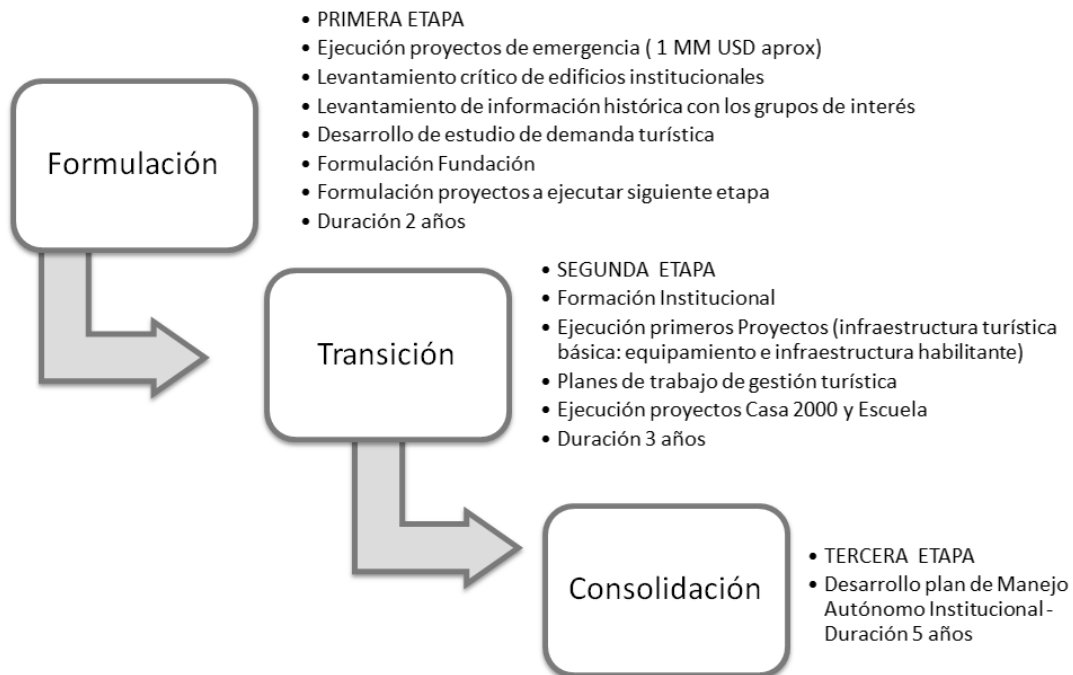 • PRIMERA ETAPA
• Ejecución proyectos de emergencia ( 1 MM USD aprox)
• Levantamiento crítico de edificios institucionales
• Levantamiento de información histórica con los grupos de interés
• Desarrollo de estudio de demanda turística
• Formulación Fundación
• Formulación proyectos a ejecutar siguiente etapa
• Duración 2 años
Formulación
• SEGUNDA ETAPA
• Formación Institucional
• Ejecución primeros Proyectos (infraestructura turística
básica: equipamiento e infraestructura habilitante)
• Planes de trabajo de gestión turística
• Ejecución proyectos Casa 2000 y Escuela
• Duración 3 años
Transición
• TERCERA ETAPA
• Desarrollo plan de Manejo
Autónomo Institucional -
Duración 5 años
Consolidación